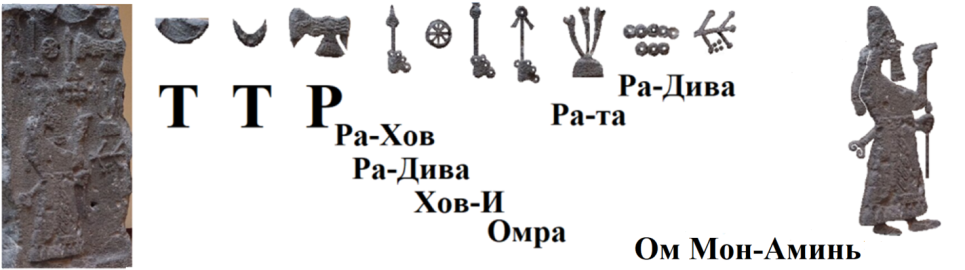 Т Т Р
Ра-Хов
Ра-Дива
Хов-И
Омра
Ра-та
Ра-Дива
Ом Мон-Аминь